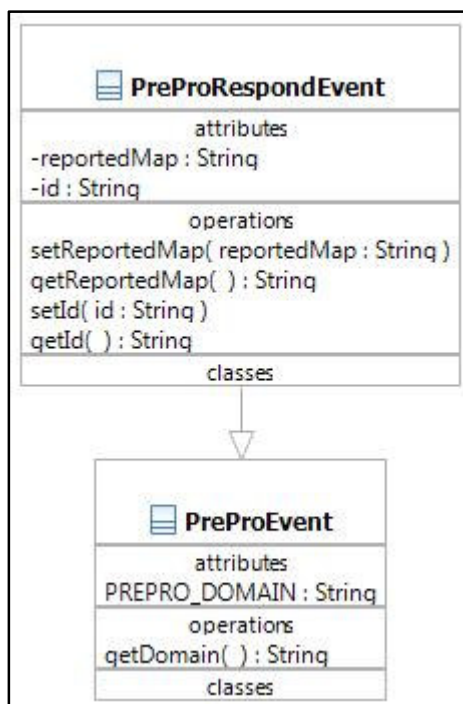 PreProRespondEvent
attributes
-reportedMap : String
-id : String
operations
setReportedMap( reportedMap : String )
getReportedMap( ) : String
setId( id : String )
getId( ) : String
classes
PreProEvent
attributes
PREPRO_DOMAIN : String
operations
getDomain( ) : String
classes